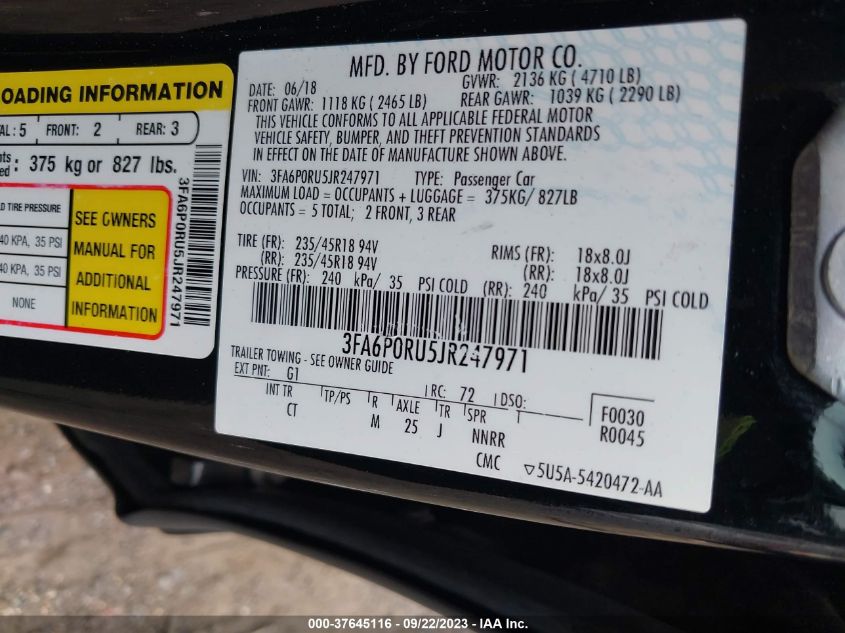 OADING INFORMATION
AL: 5 FRONT: 2 REAR: 3
nts
ed: 375 kg or 827 lbs.
D TIRE PRESSURE
40 KPA, 35 PSI
40 KPA, 35 PSI
NONE
SEE OWNERS
MANUAL FOR
ADDITIONAL
INFORMATION
3FA6P0RU5JR247971
MFD. BY FORD MOTOR CO.
DATE: 06/18 GVWR: 2136 KG ( 4710 LB)
FRONT GAWR: 1118 KG ( 2465 LB) REAR GAWR: 1039 KG ( 2290 LB)
THIS VEHICLE CONFORMS TO ALL APPLICABLE FEDERAL MOTOR
VEHICLE SAFETY, BUMPER, AND THEFT PREVENTION STANDARDS
IN EFFECT ON THE DATE OF MANUFACTURE SHOWN ABOVE.
VIN: 3FA6P0RU5JR247971 TYPE: Passenger Car
MAXIMUM LOAD = OCCUPANTS + LUGGAGE = 375KG/ 827LB
OCCUPANTS = 5 TOTAL; 2 FRONT, 3 REAR
TIRE (FR): 235/45R18 94V RIMS (FR): 18x8.0J
(RR): 235/45R18 94V (RR): 18x8.0J
PRESSURE (FR): 240 kPa/ 35 PSI COLD (RR): 240 kPa/ 35 PSI COLD
3FA6P0RU5JR247971
TRAILER TOWING - SEE OWNER GUIDE
EXT PNT: G1 RC: 72 DSO:
INT TR TP/PS R AXLE TR SPR F0030
CT M 25 J NNRR R0045
CMC ▽5U5A-5420472-AA
000-37645116 - 09/22/2023 - IAA Inc.